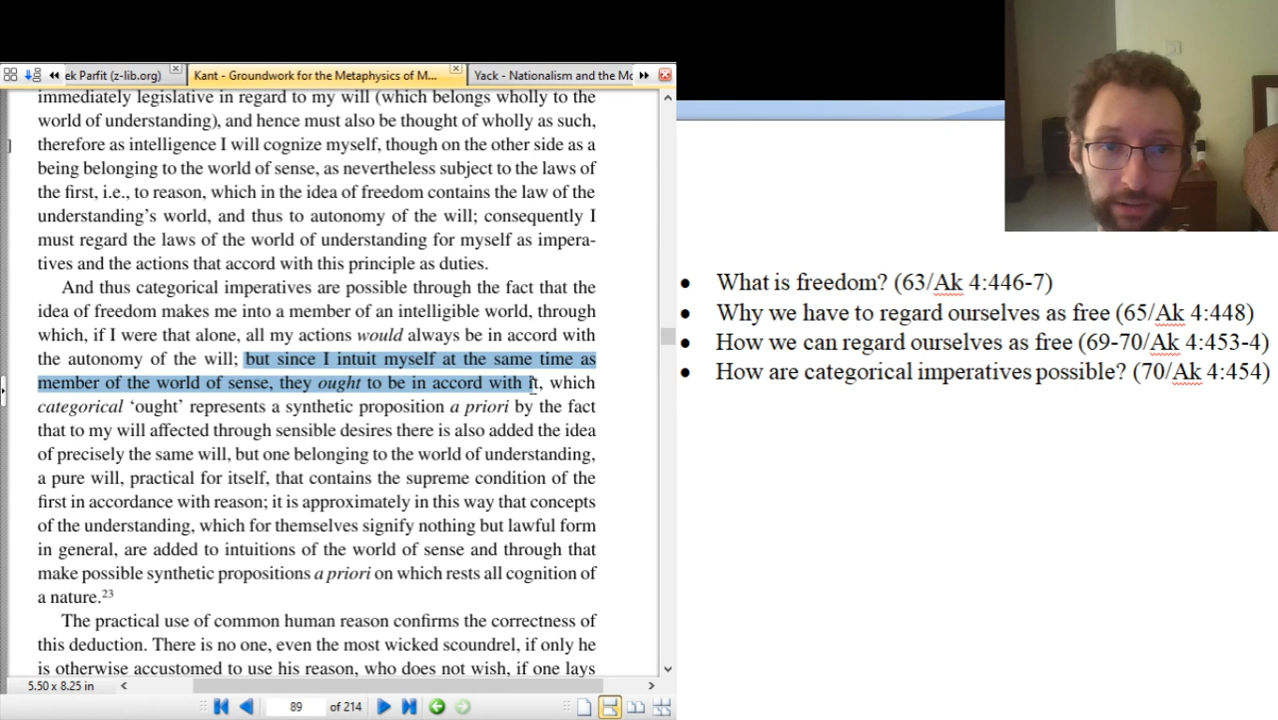 ek Parfit (z-lib.org)
Kant - Groundwork for the Metaphysics of M...
Yack - Nationalism and the Mo
immediately legislative in regard to my will (which belongs wholly to the
world of understanding), and hence must also be thought of wholly as such,
therefore as intelligence I will cognize myself, though on the other side as a
being belonging to the world of sense, as nevertheless subject to the laws of
the first, i.e., to reason, which in the idea of freedom contains the law of the
understanding's world, and thus to autonomy of the will; consequently I
must regard the laws of the world of understanding for myself as impera-
tives and the actions that accord with this principle as duties.
And thus categorical imperatives are possible through the fact that the
idea of freedom makes me into a member of an intelligible world, through
which, if I were that alone, all my actions would always be in accord with
the autonomy of the will; but since I intuit myself at the same time as
member of the world of sense, they ought to be in accord with it, which
categorical ‘ought’ represents a synthetic proposition a priori by the fact
that to my will affected through sensible desires there is also added the idea
of precisely the same will, but one belonging to the world of understanding,
a pure will, practical for itself, that contains the supreme condition of the
first in accordance with reason; it is approximately in this way that concepts
of the understanding, which for themselves signify nothing but lawful form
in general, are added to intuitions of the world of sense and through that
make possible synthetic propositions a priori on which rests all cognition of
a nature.23
The practical use of common human reason confirms the correctness of
this deduction. There is no one, even the most wicked scoundrel, if only he
is otherwise accustomed to use his reason, who does not wish, if one lays
5.50 x 8.25 in
89 of 214
• What is freedom? (63/Ak 4:446-7)
• Why we have to regard ourselves as free (65/Ak 4:448)
• How we can regard ourselves as free (69-70/Ak 4:453-4)
• How are categorical imperatives possible? (70/Ak 4:454)